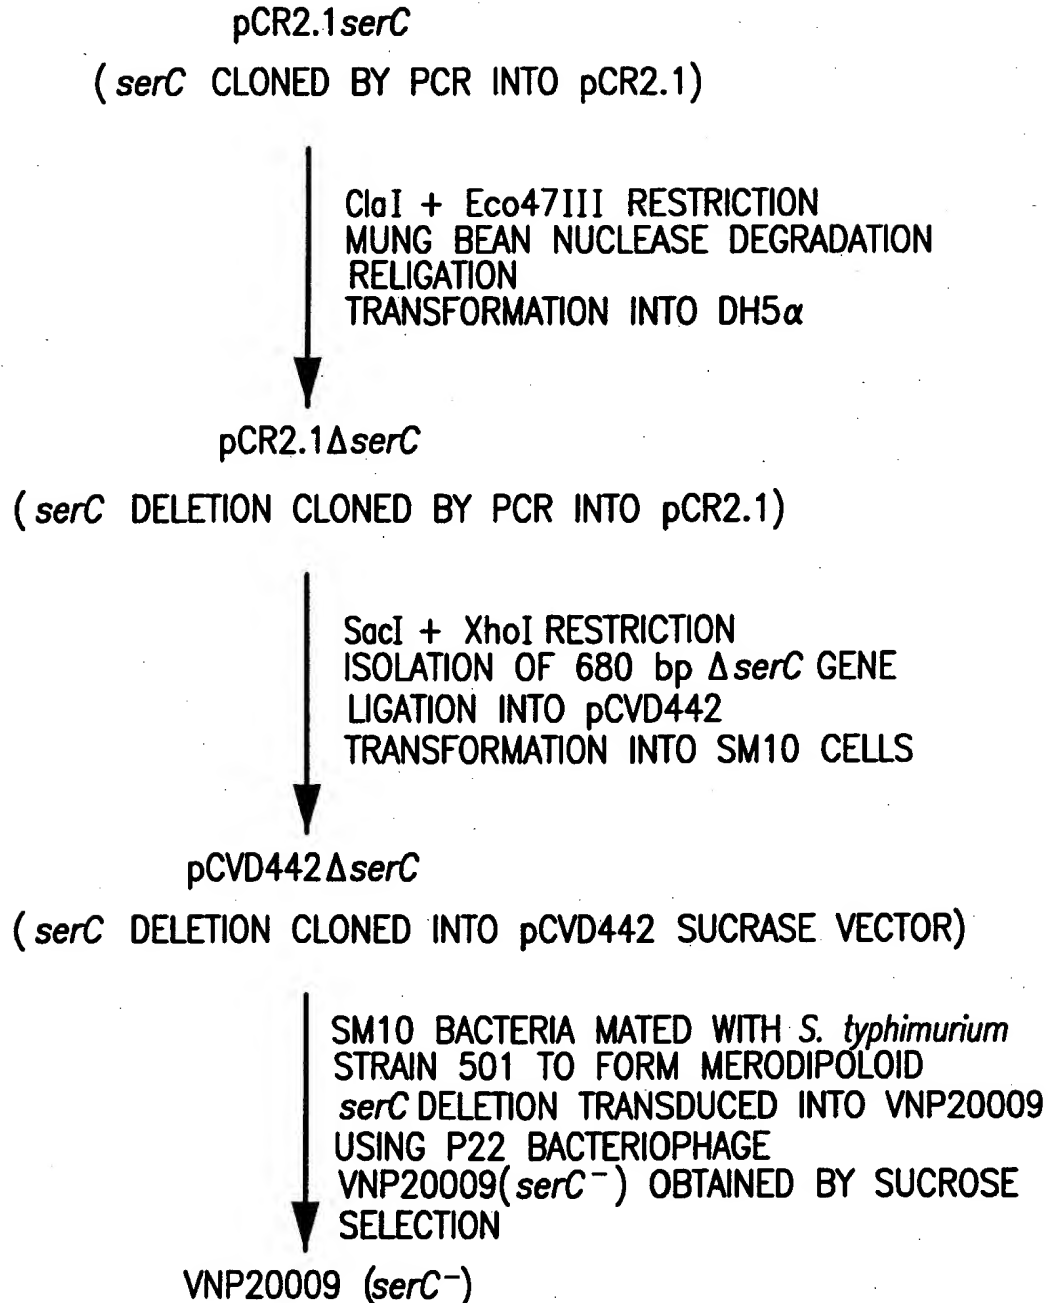 pCR2.1serC
(serC CLONED BY PCR INTO pCR2.1)
ClaI + Eco47III RESTRICTION
MUNG BEAN NUCLEASE DEGRADATION
RELIGATION
TRANSFORMATION INTO DH5α
pCR2.1ΔserC
(serC DELETION CLONED BY PCR INTO pCR2.1)
SacI + XhoI RESTRICTION
ISOLATION OF 680 bp ΔserC GENE
LIGATION INTO pCVD442
TRANSFORMATION INTO SM10 CELLS
pCVD442ΔserC
(serC DELETION CLONED INTO pCVD442 SUCRASE VECTOR)
SM10 BACTERIA MATED WITH S. typhimurium
STRAIN 501 TO FORM MERODIPOLOID
serC DELETION TRANSDUCED INTO VNP20009
USING P22 BACTERIOPHAGE
VNP20009(serC⁻) OBTAINED BY SUCROSE
SELECTION
VNP20009 (serC⁻)